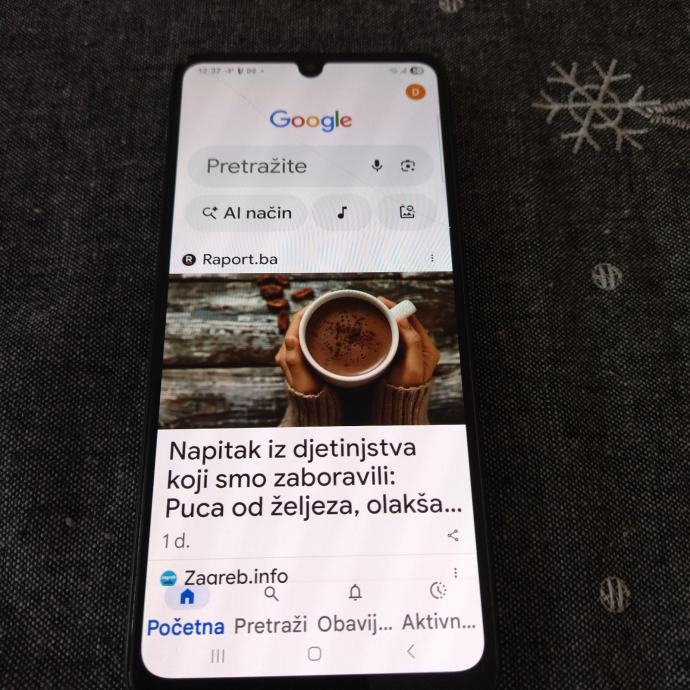 12:37
D
Google
Pretražite
AI način
Raport.ba
Napitak iz djetinjstva
koji smo zaboravili:
Puca od željeza, olakša...
1 d.
Zagreb.info
Početna Pretraži Obavij... Aktivn...